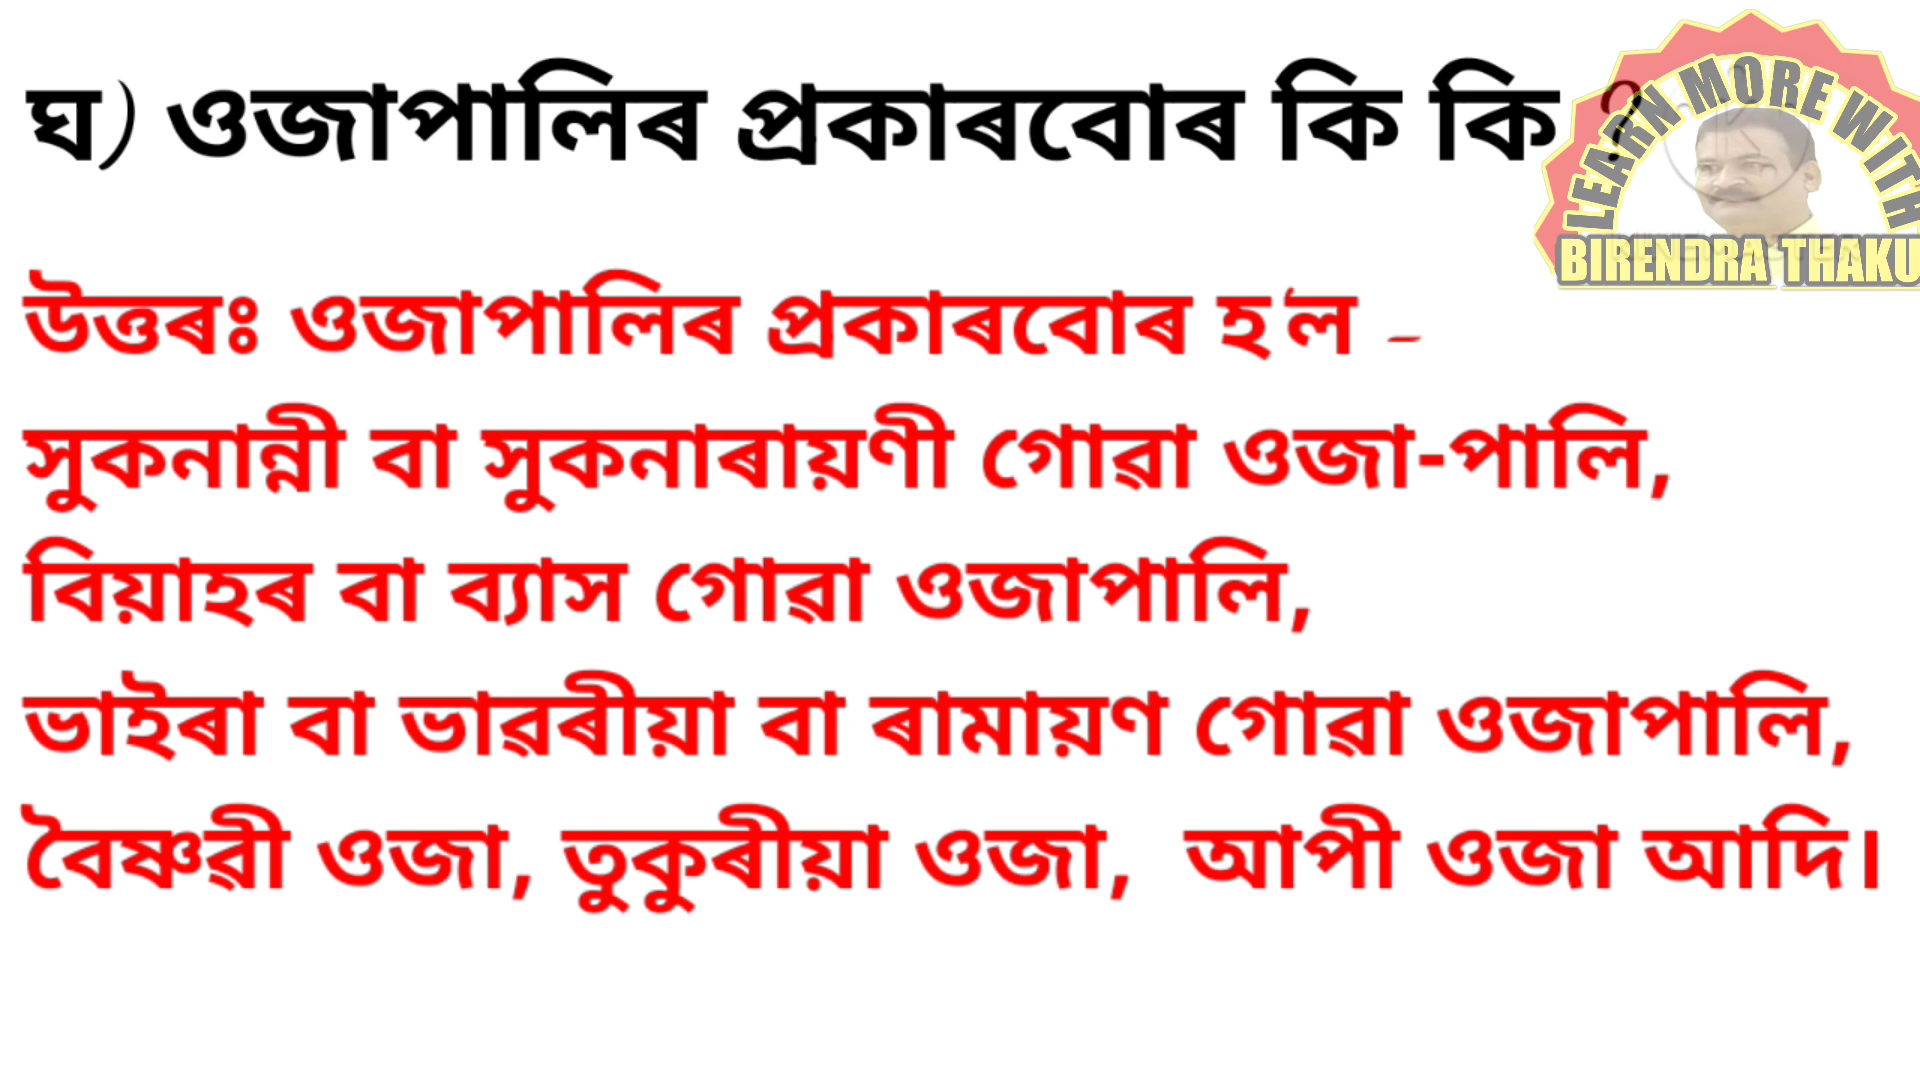 ঘ) ওজাপালিৰ প্ৰকাৰবোৰ কি কি ?
LEARN MORE WITH
BIRENDRA THAKU
উত্তৰঃ ওজাপালিৰ প্ৰকাৰবোৰ হ'ল -
সুকনান্নী বা সুকনাৰায়ণী গোৱা ওজা-পালি,
বিয়াহৰ বা ব্যাস গোৱা ওজাপালি,
ভাইৰা বা ভাৱৰীয়া বা ৰামায়ণ গোৱা ওজাপালি,
বৈষ্ণৱী ওজা, তুকুৰীয়া ওজা, আপী ওজা আদি।